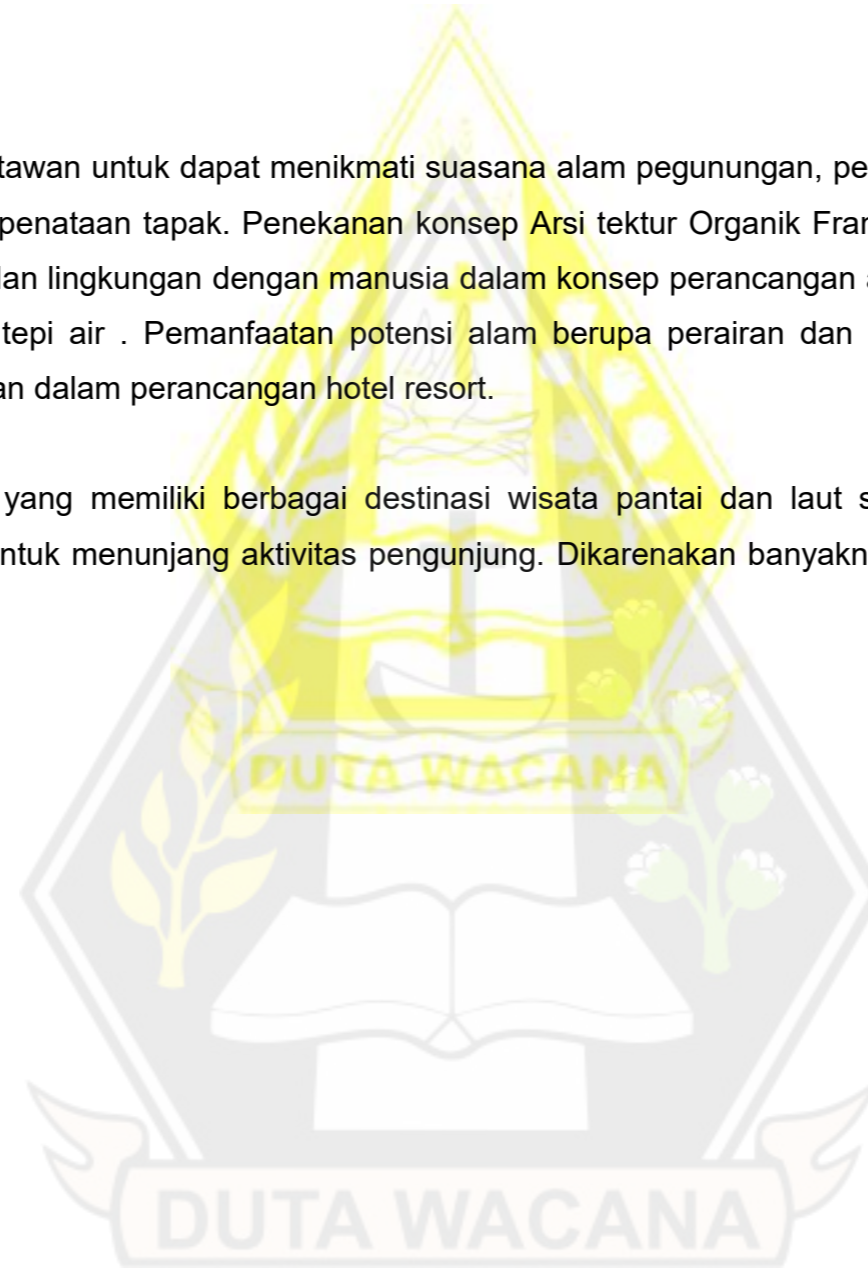 tawan untuk dapat menikmati suasana alam pegunungan, pe
penataan tapak. Penekanan konsep Arsi tektur Organik Fra
dan lingkungan dengan manusia dalam konsep perancangan
tepi air . Pemanfaatan potensi alam berupa perairan dan
an dalam perancangan hotel resort.
yang memiliki berbagai destinasi wisata pantai dan laut s
ntuk menunjang aktivitas pengunjung. Dikarenakan banyakn
DUTA WACANA
DUTA WACANA